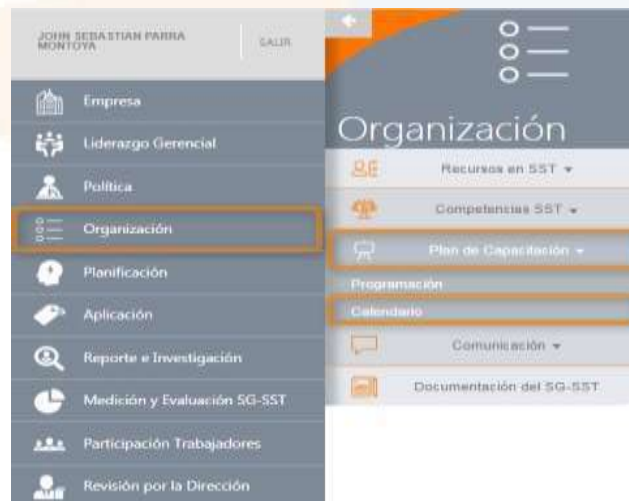 JOHN SEBASTIAN PARRA
MONTOYA
SALIR
Empresa
Liderazgo Gerencial
Política
Organización
Planificación
Aplicación
Reporte e Investigación
Medición y Evaluación SG-SST
Participación Trabajadores
Revisión por la Dirección
Organización
Recursos en SST
Competencias SST
Plan de Capacitación
Programación
Calendario
Comunicación
Documentación del SG-SST